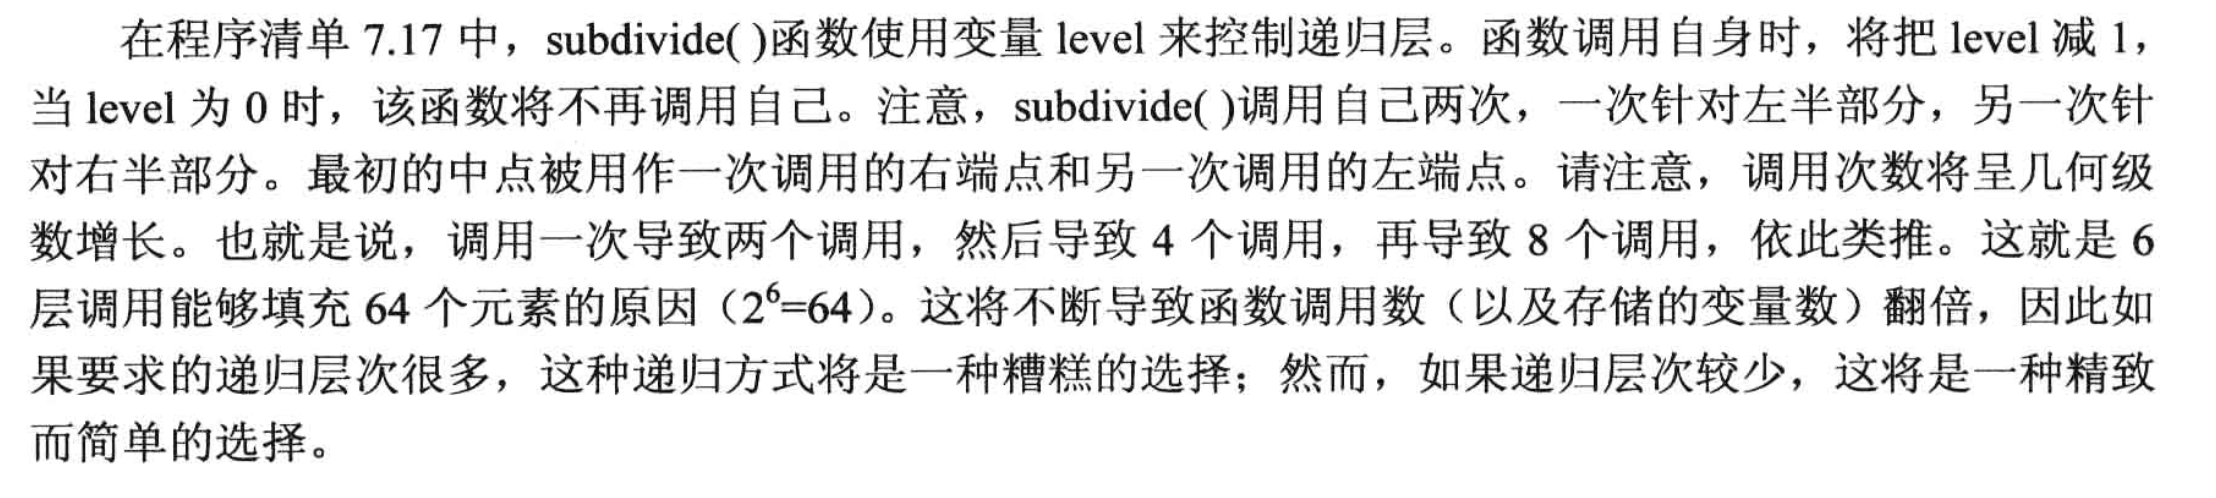 在程序清单 7.17 中，subdivide( )函数使用变量 level 来控制递归层。函数调用自身时，将把 level 减 1，
当 level 为 0 时，该函数将不再调用自己。注意，subdivide( )调用自己两次，一次针对左半部分，另一次针
对右半部分。最初的中点被用作一次调用的右端点和另一次调用的左端点。请注意，调用次数将呈几何级
数增长。也就是说，调用一次导致两个调用，然后导致 4 个调用，再导致 8 个调用，依此类推。这就是 6
层调用能够填充 64 个元素的原因（2⁶=64）。这将不断导致函数调用数（以及存储的变量数）翻倍，因此如
果要求的递归层次很多，这种递归方式将是一种糟糕的选择；然而，如果递归层次较少，这将是一种精致
而简单的选择。